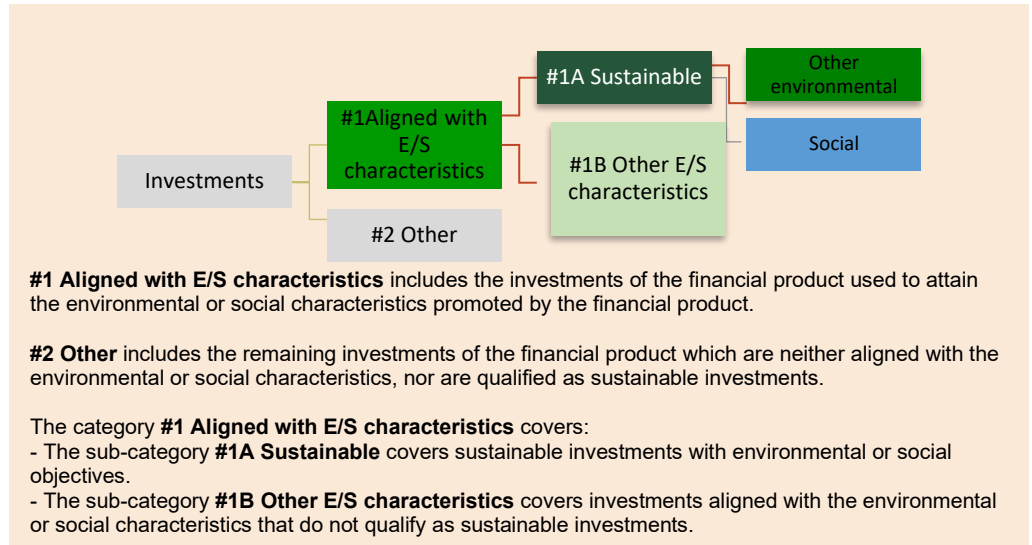 Other
environmental
#1A Sustainable
#1Aligned with
E/S
characteristics
Social
#1B Other E/S
characteristics
Investments
#2 Other
#1 Aligned with E/S characteristics includes the investments of the financial product used to attain
the environmental or social characteristics promoted by the financial product.
#2 Other includes the remaining investments of the financial product which are neither aligned with the
environmental or social characteristics, nor are qualified as sustainable investments.
The category #1 Aligned with E/S characteristics covers:
- The sub-category #1A Sustainable covers sustainable investments with environmental or social
objectives.
- The sub-category #1B Other E/S characteristics covers investments aligned with the environmental
or social characteristics that do not qualify as sustainable investments.